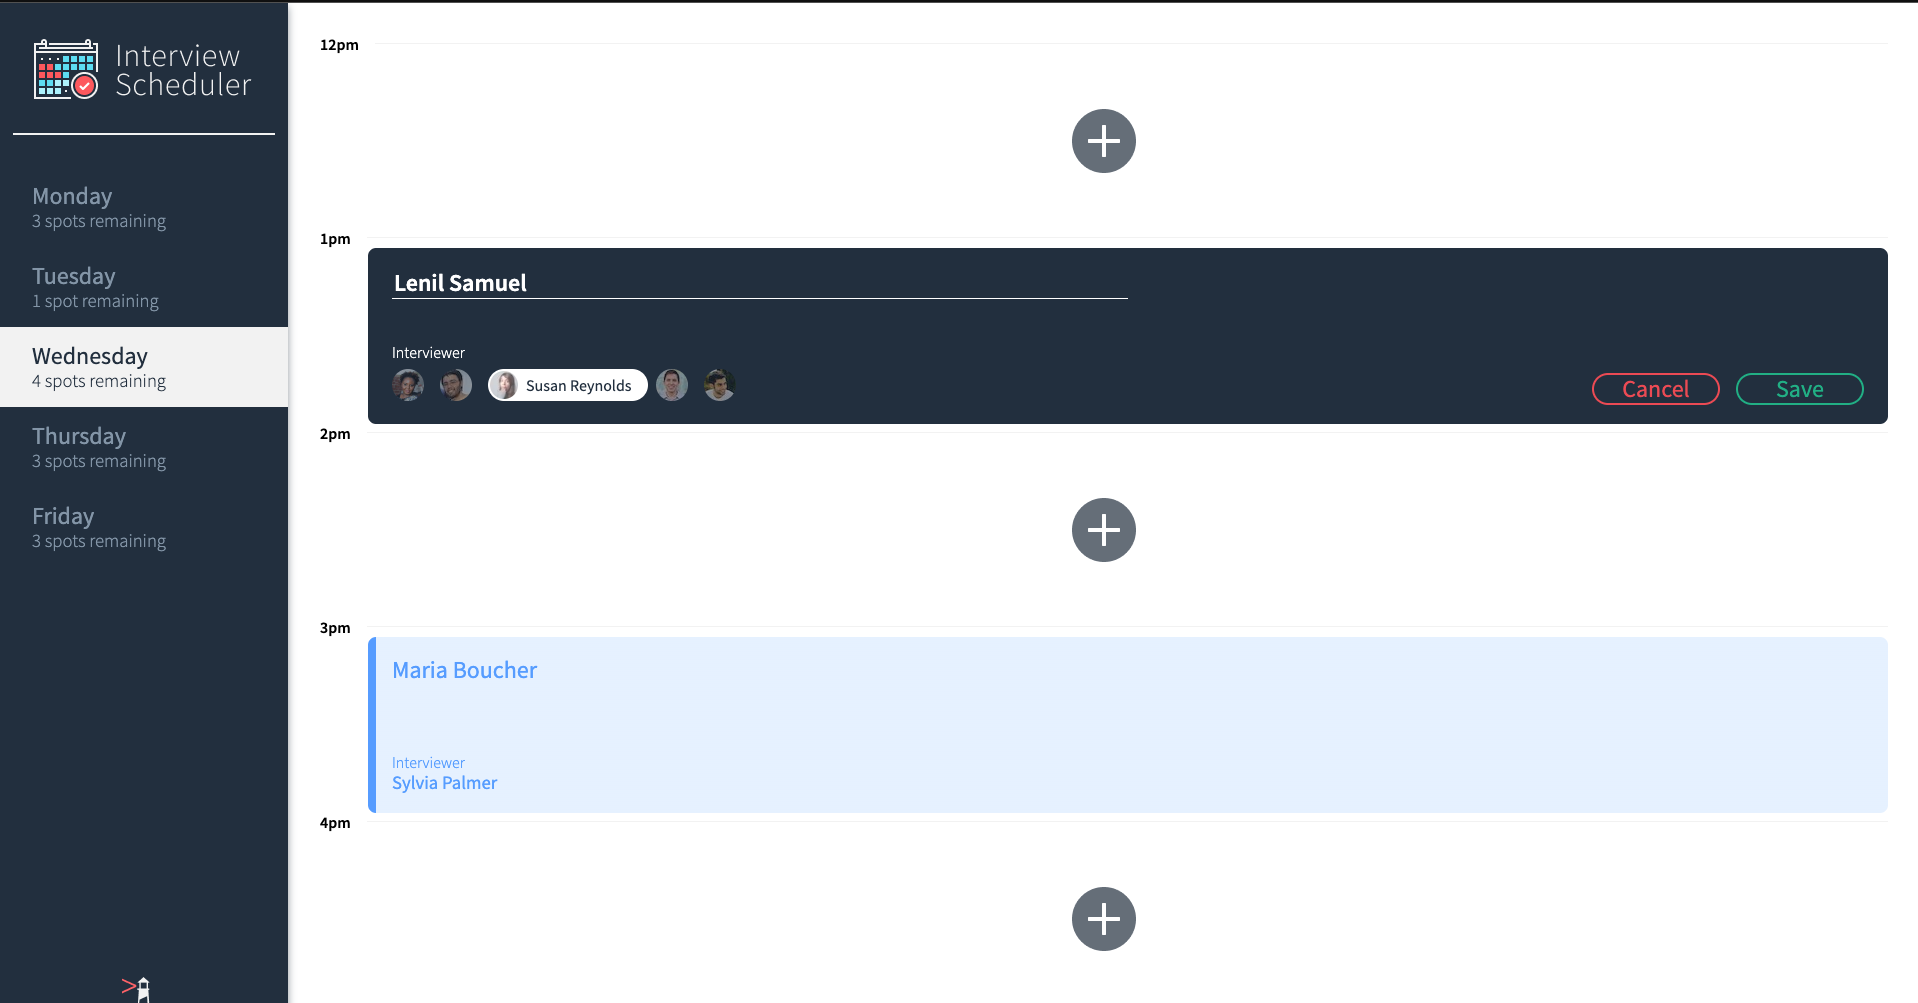 Interview
Scheduler
Monday
3 spots remaining
Tuesday
1 spot remaining
Wednesday
4 spots remaining
Thursday
3 spots remaining
Friday
3 spots remaining
12pm
1pm
Lenil Samuel
Interviewer
Susan Reynolds
Cancel
Save
2pm
3pm
Maria Boucher
Interviewer
Sylvia Palmer
4pm